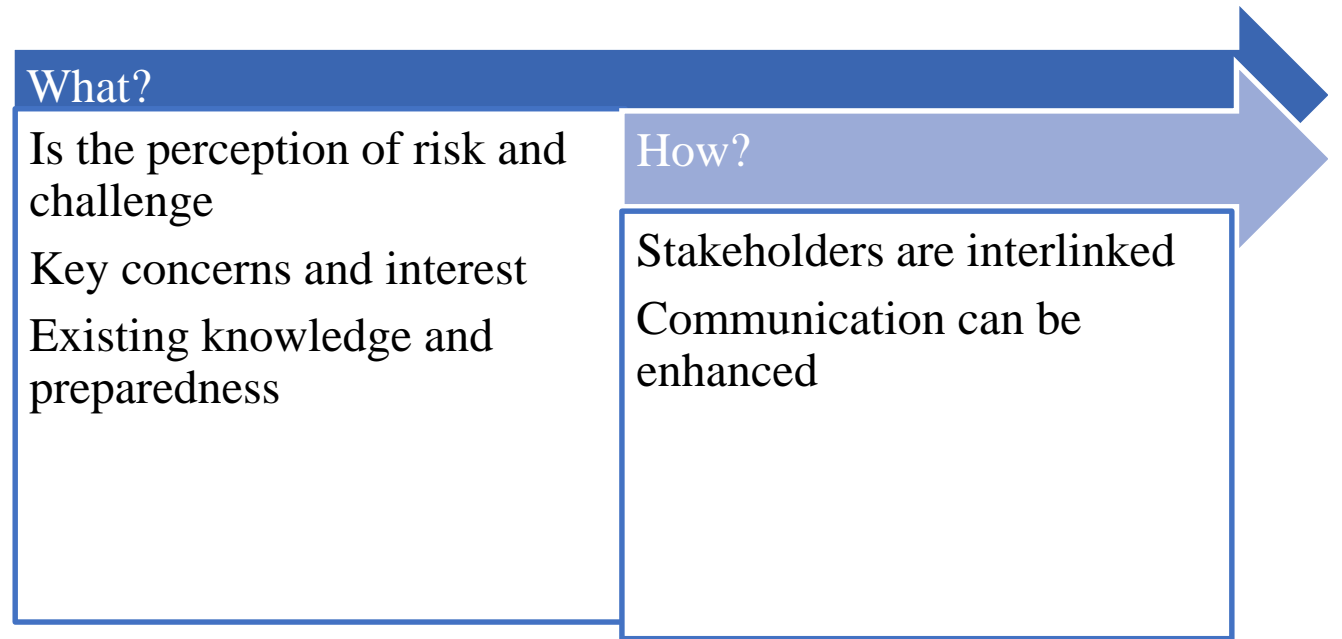 What?
Is the perception of risk and
challenge
Key concerns and interest
Existing knowledge and
preparedness
How?
Stakeholders are interlinked
Communication can be
enhanced